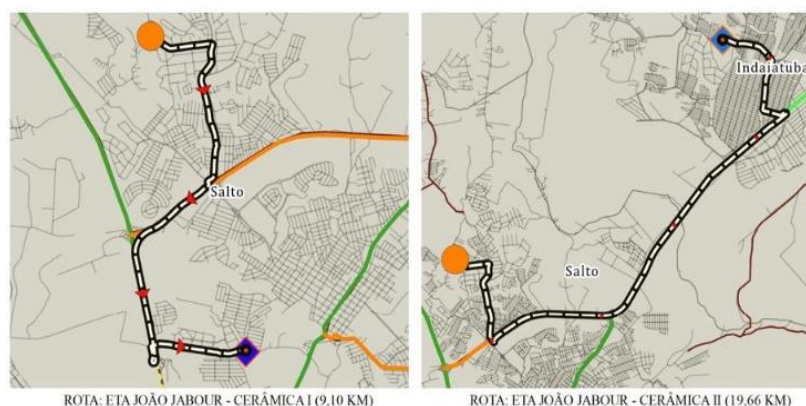 Salto
Indaiatuba
Salto
ROTA: ETA JOÃO JABOUR - CERÂMICA I (9,10 KM)
ROTA: ETA JOÃO JABOUR - CERÂMICA II (19,66 KM)